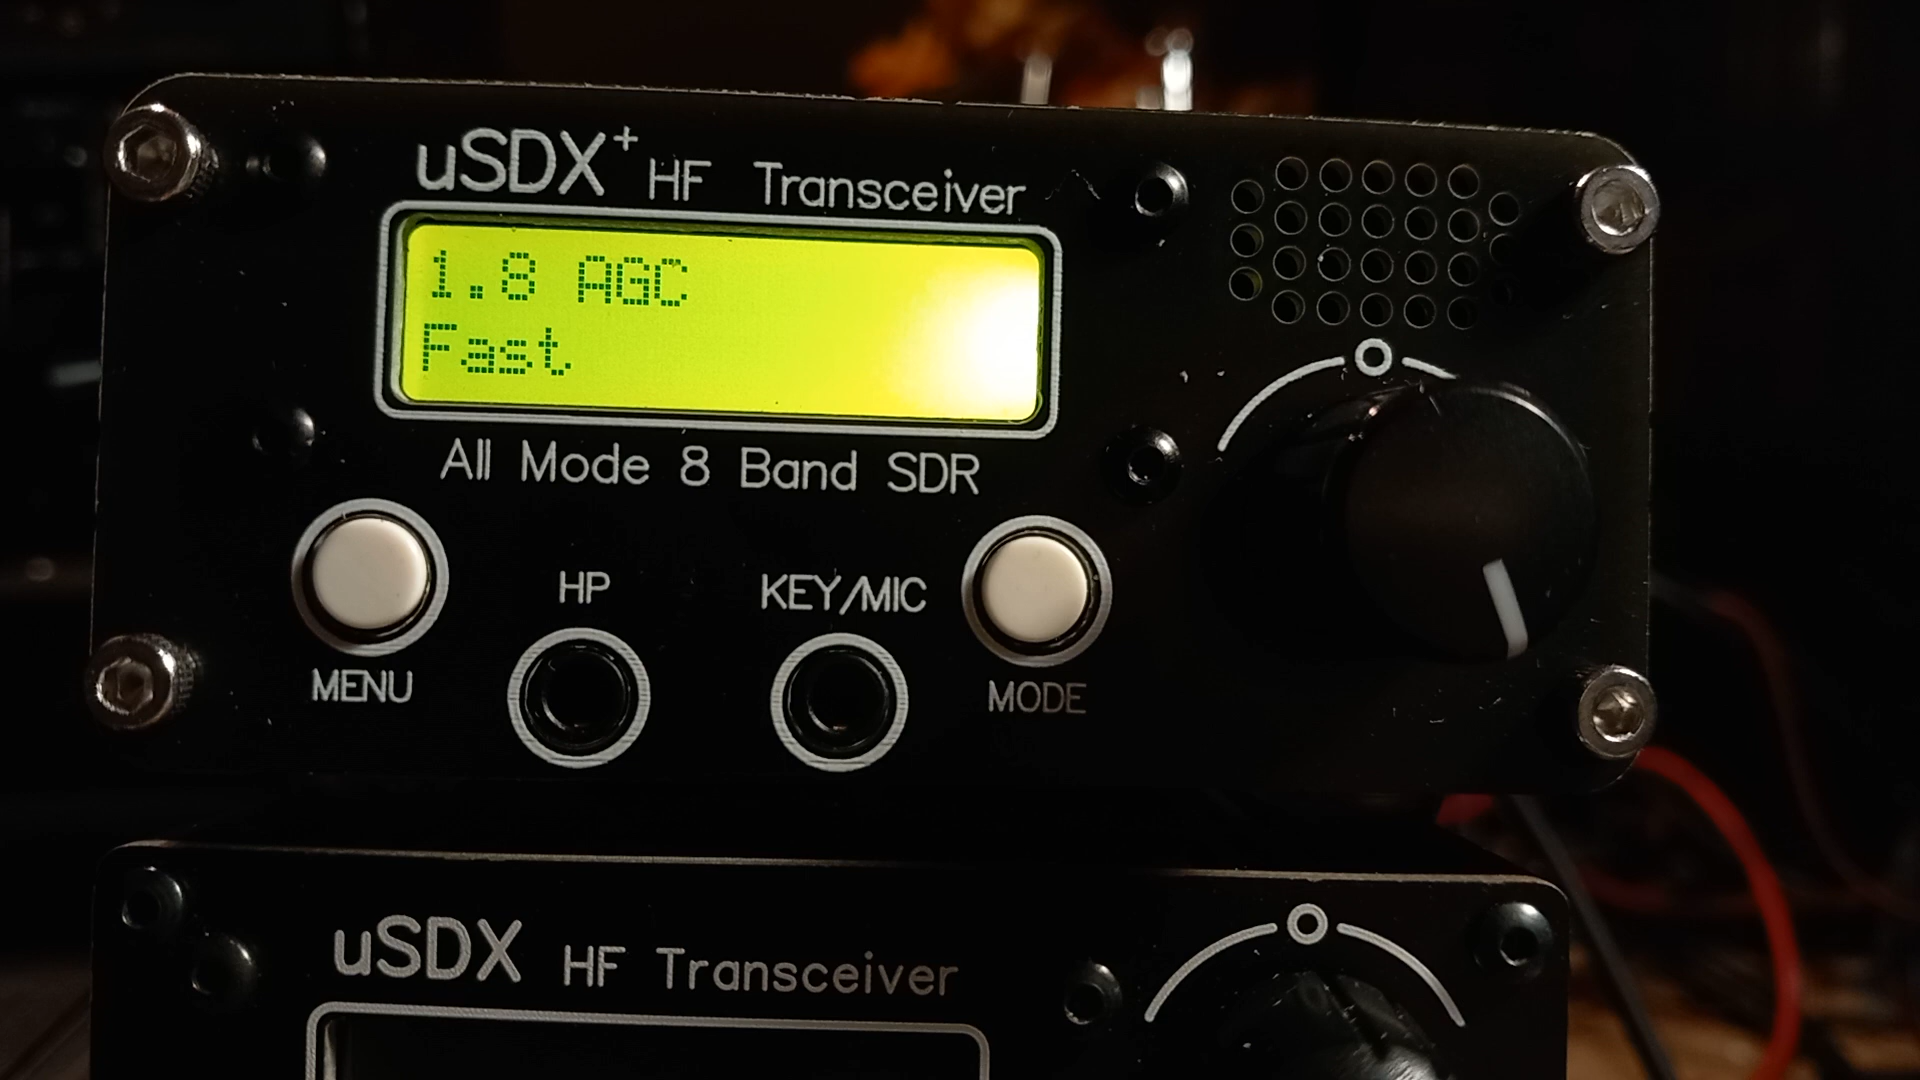 uSDX+ HF Transceiver
1.8 AGC
Fast
All Mode 8 Band SDR
HP
KEY/MIC
MENU
MODE
uSDX HF Transceiver